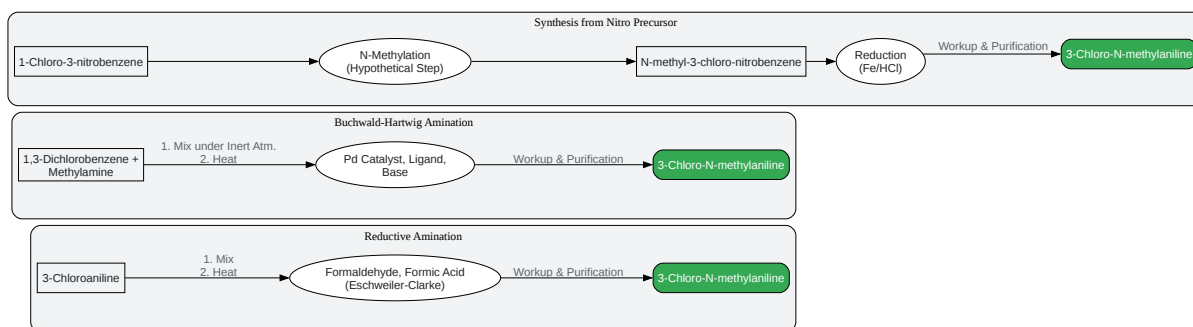 Synthesis from Nitro Precursor
1-Chloro-3-nitrobenzene
N-Methylation
(Hypothetical Step)
N-methyl-3-chloro-nitrobenzene
Reduction
(Fe/HCl)
Workup & Purification
3-Chloro-N-methylaniline
Buchwald-Hartwig Amination
1,3-Dichlorobenzene +
Methylamine
1. Mix under Inert Atm.
2. Heat
Pd Catalyst, Ligand,
Base
Workup & Purification
3-Chloro-N-methylaniline
Reductive Amination
3-Chloroaniline
1. Mix
2. Heat
Formaldehyde, Formic Acid
(Eschweiler-Clarke)
Workup & Purification
3-Chloro-N-methylaniline